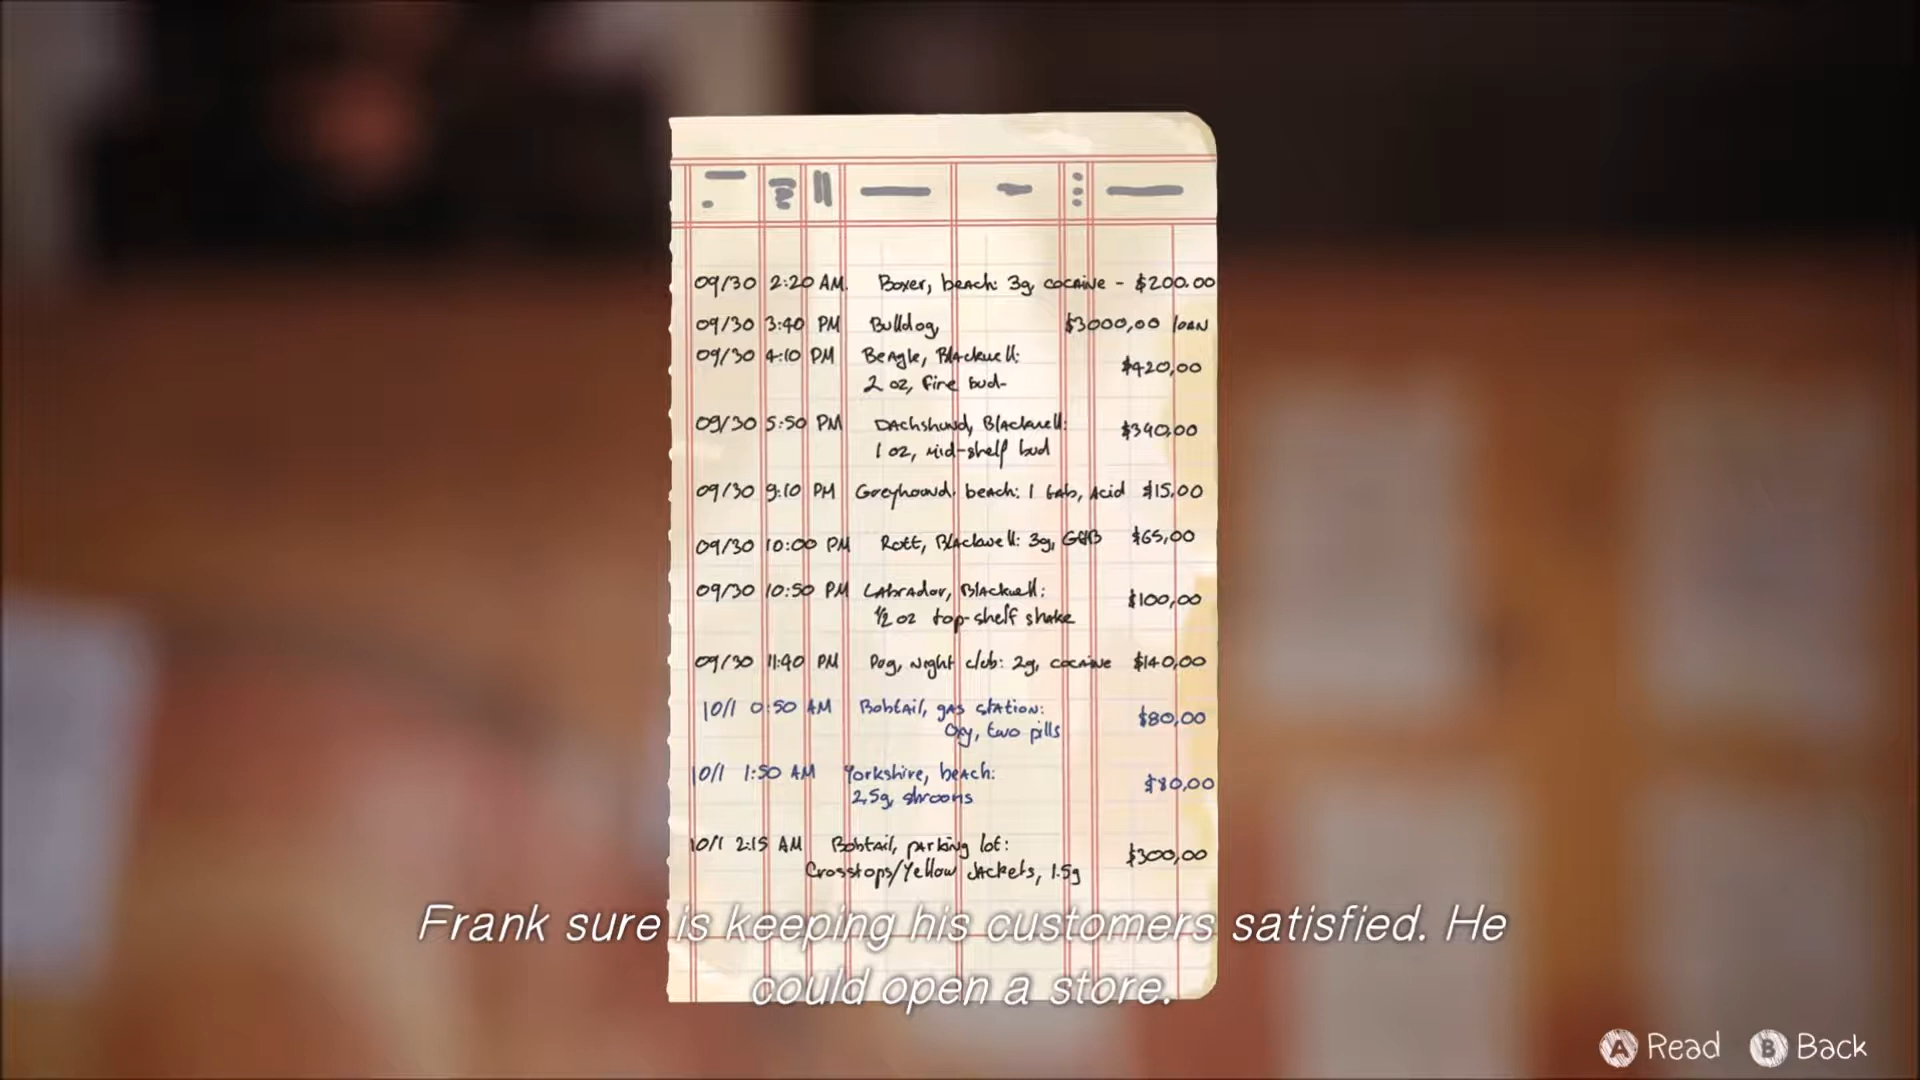 09/30 2:20 AM. Boxer, beach: 3g, cocaine - $200.00
09/30 3:40 PM Bulldog, $3000,00 loan
09/30 4:10 PM Beagle, Blackwell:
2 oz, fire bud- $420,00
09/30 5:50 PM Dachshund, Blackwell: $340,00
1 oz, mid-shelf bud
09/30 9:10 PM Greyhound, beach: 1 tab, acid $15,00
09/30 10:00 PM Rott, Blackwell: 3g, GHB $65,00
09/30 10:50 PM Labrador, Blackwell: $100,00
1/2 oz top-shelf shake
09/30 11:40 PM Pog, night club: 2g, cocaine $140,00
10/1 0:50 AM Bobtail, gas station: $80,00
Oxy, two pills
10/1 1:50 AM Yorkshire, beach: $80,00
2,5g, shrooms
10/1 2:15 AM Bobtail, parking lot: $300,00
Crosstops/Yellow Jackets, 1.5g
Frank sure is keeping his customers satisfied. He
could open a store.
A Read B Back